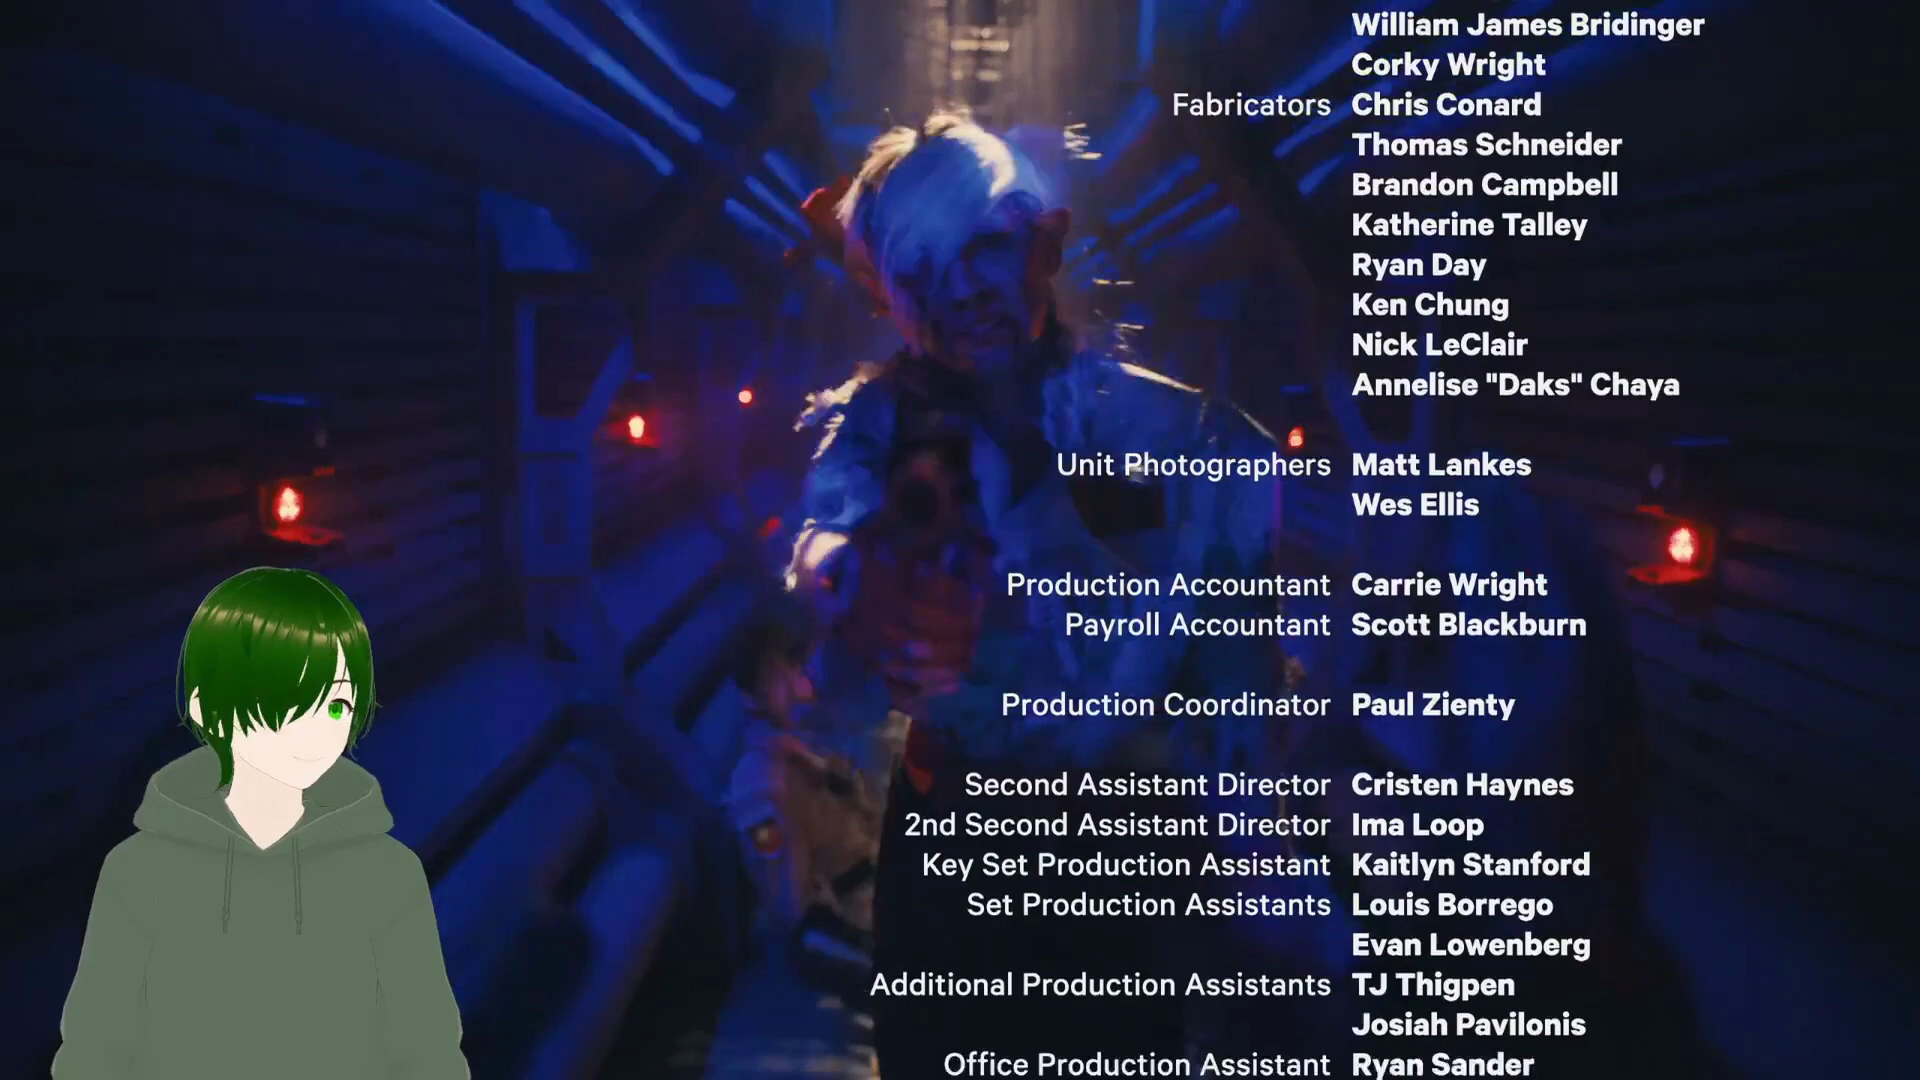 William James Bridinger
Corky Wright
Fabricators Chris Conard
Thomas Schneider
Brandon Campbell
Katherine Talley
Ryan Day
Ken Chung
Nick LeClair
Annelise "Daks" Chaya
Unit Photographers Matt Lankes
Wes Ellis
Production Accountant Carrie Wright
Payroll Accountant Scott Blackburn
Production Coordinator Paul Zienty
Second Assistant Director Cristen Haynes
2nd Second Assistant Director Ima Loop
Key Set Production Assistant Kaitlyn Stanford
Set Production Assistants Louis Borrego
Evan Lowenberg
Additional Production Assistants TJ Thigpen
Josiah Pavilonis
Office Production Assistant Ryan Sander